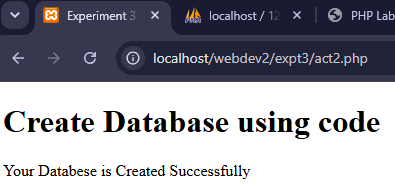 Experiment 3
localhost / 12
PHP Lab
localhost/webdev2/expt3/act2.php
Create Database using code
Your Databese is Created Successfully